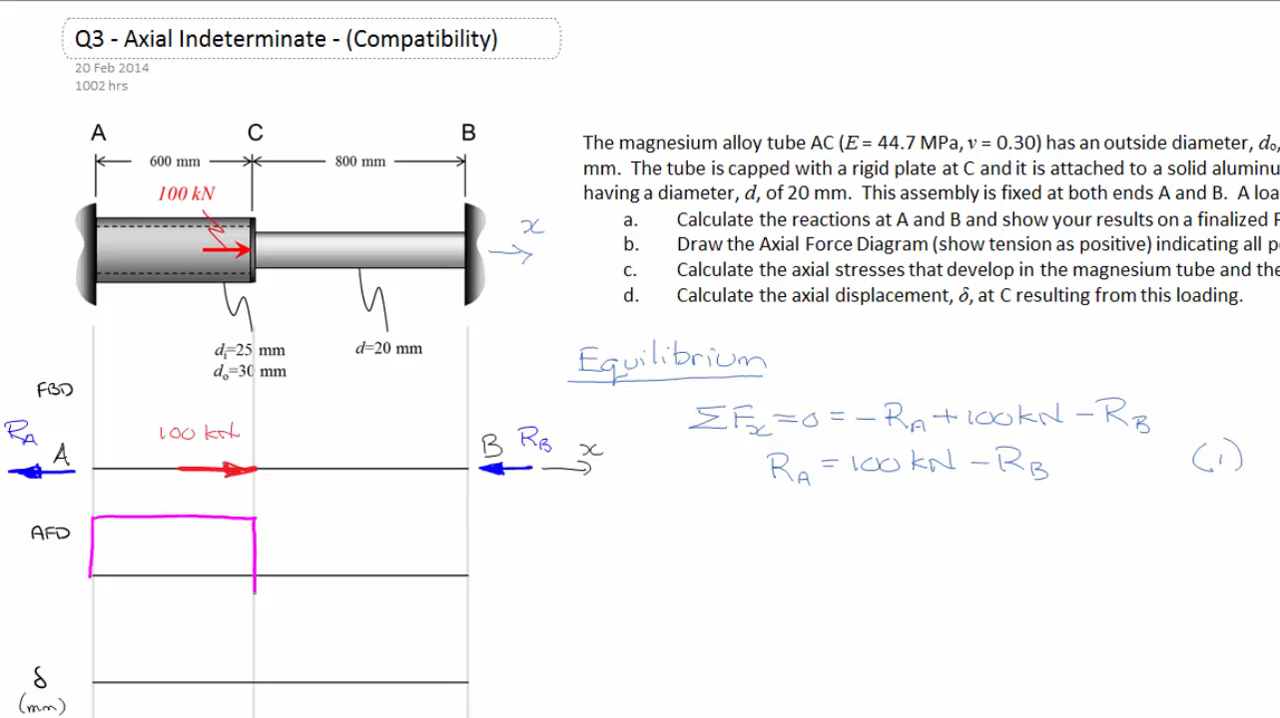 Q3 - Axial Indeterminate - (Compatibility)
20 Feb 2014
1002 hrs
A C B
600 mm 800 mm
100 kN
x
di=25 mm
do=30 mm
d=20 mm
The magnesium alloy tube AC (E = 44.7 MPa, v = 0.30) has an outside diameter, do,
mm. The tube is capped with a rigid plate at C and it is attached to a solid aluminu
having a diameter, d, of 20 mm. This assembly is fixed at both ends A and B. A loa
a. Calculate the reactions at A and B and show your results on a finalized F
b. Draw the Axial Force Diagram (show tension as positive) indicating all p
c. Calculate the axial stresses that develop in the magnesium tube and the
d. Calculate the axial displacement, δ, at C resulting from this loading.
Equilibrium
ΣFx = 0 = -RA + 100kN - RB
RA = 100kN - RB (1)
FBD
RA A 100 kN B RB x
AFD
δ
(mm)